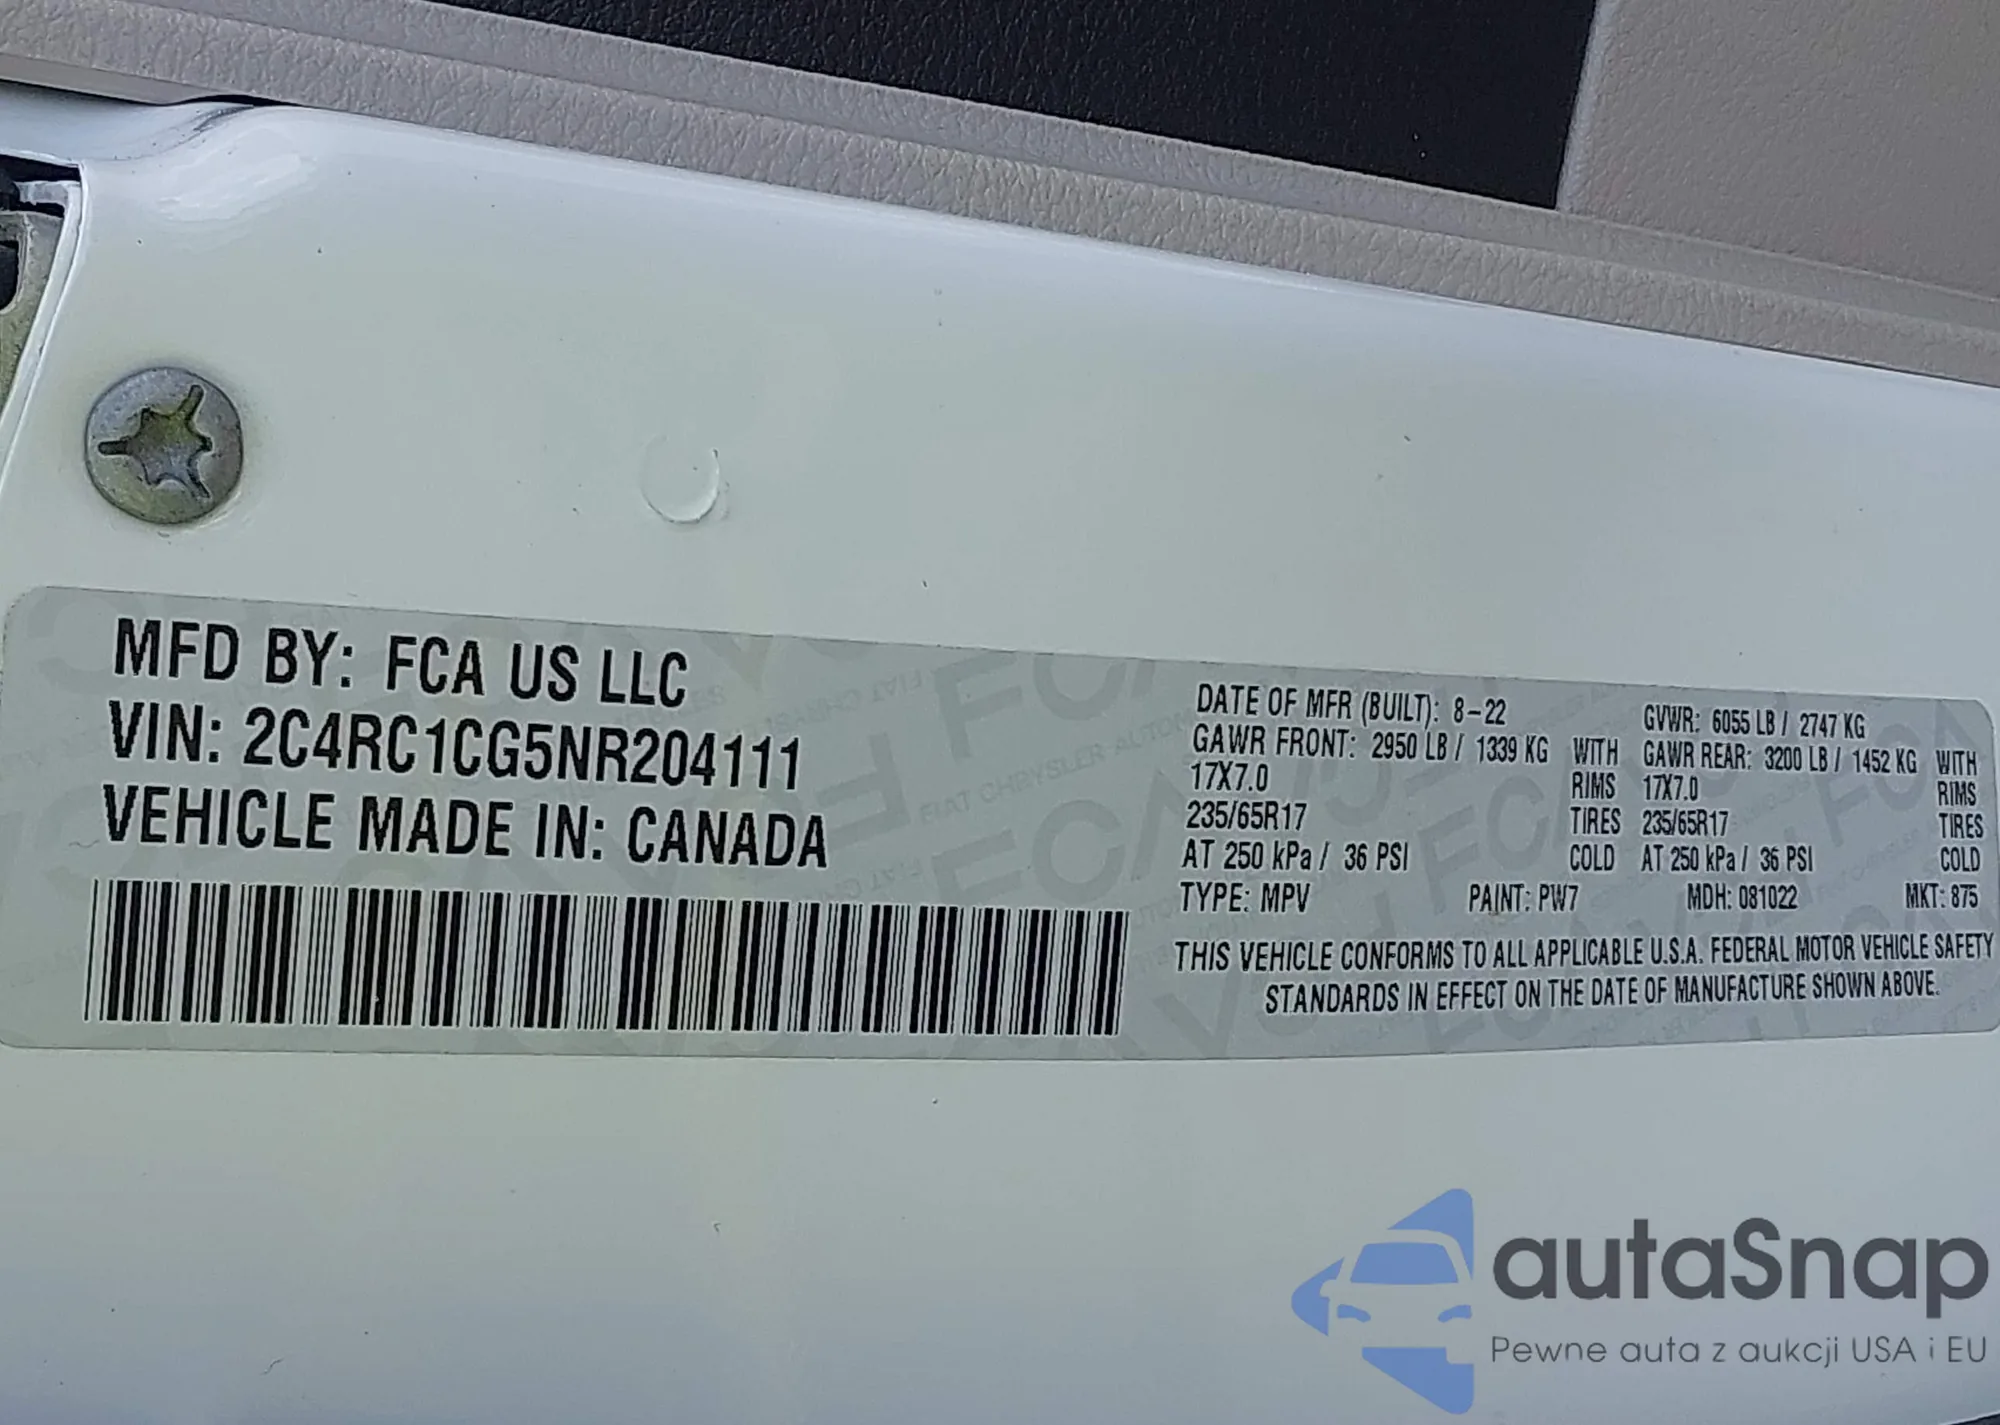 MFD BY: FCA US LLC
VIN: 2C4RC1CG5NR204111
VEHICLE MADE IN: CANADA
DATE OF MFR (BUILT): 8-22
GVWR: 6055 LB / 2747 KG
GAWR FRONT: 2950 LB / 1339 KG WITH
GAWR REAR: 3200 LB / 1452 KG WITH
17X7.0 RIMS
17X7.0 RIMS
235/65R17 TIRES
235/65R17 TIRES
AT 250 kPa / 36 PSI COLD
AT 250 kPa / 36 PSI COLD
TYPE: MPV PAINT: PW7 MDH: 081022 MKT: 875
THIS VEHICLE CONFORMS TO ALL APPLICABLE U.S.A. FEDERAL MOTOR VEHICLE SAFETY
STANDARDS IN EFFECT ON THE DATE OF MANUFACTURE SHOWN ABOVE.
autaSnap
Pewne auta z aukcji USA i EU